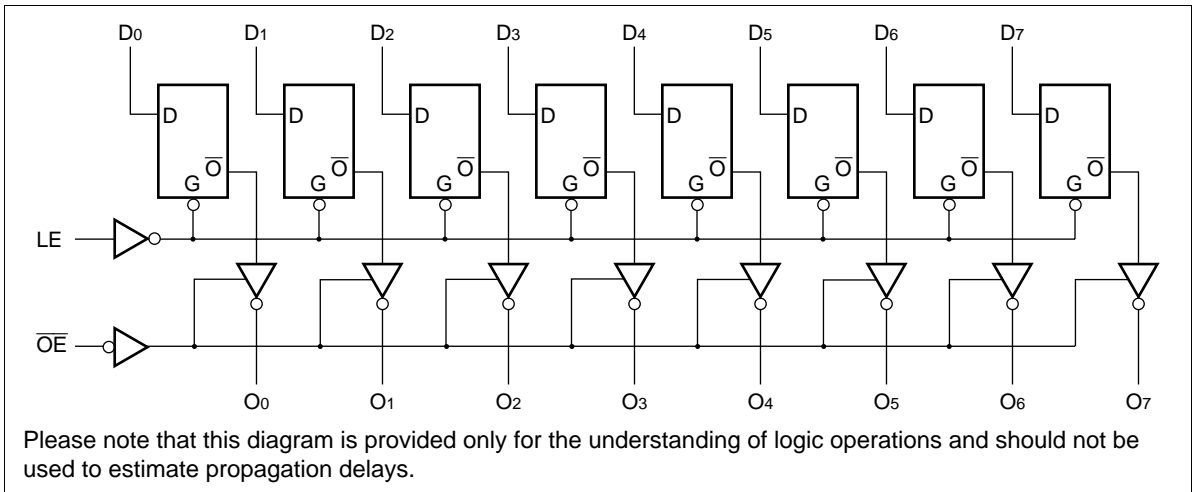 D0 D1 D2 D3 D4 D5 D6 D7
D D D D D D D D
O̅ O̅ O̅ O̅ O̅ O̅ O̅ O̅
G G G G G G G G
LE
O̅E̅
O0 O1 O2 O3 O4 O5 O6 O7
Please note that this diagram is provided only for the understanding of logic operations and should not be
used to estimate propagation delays.